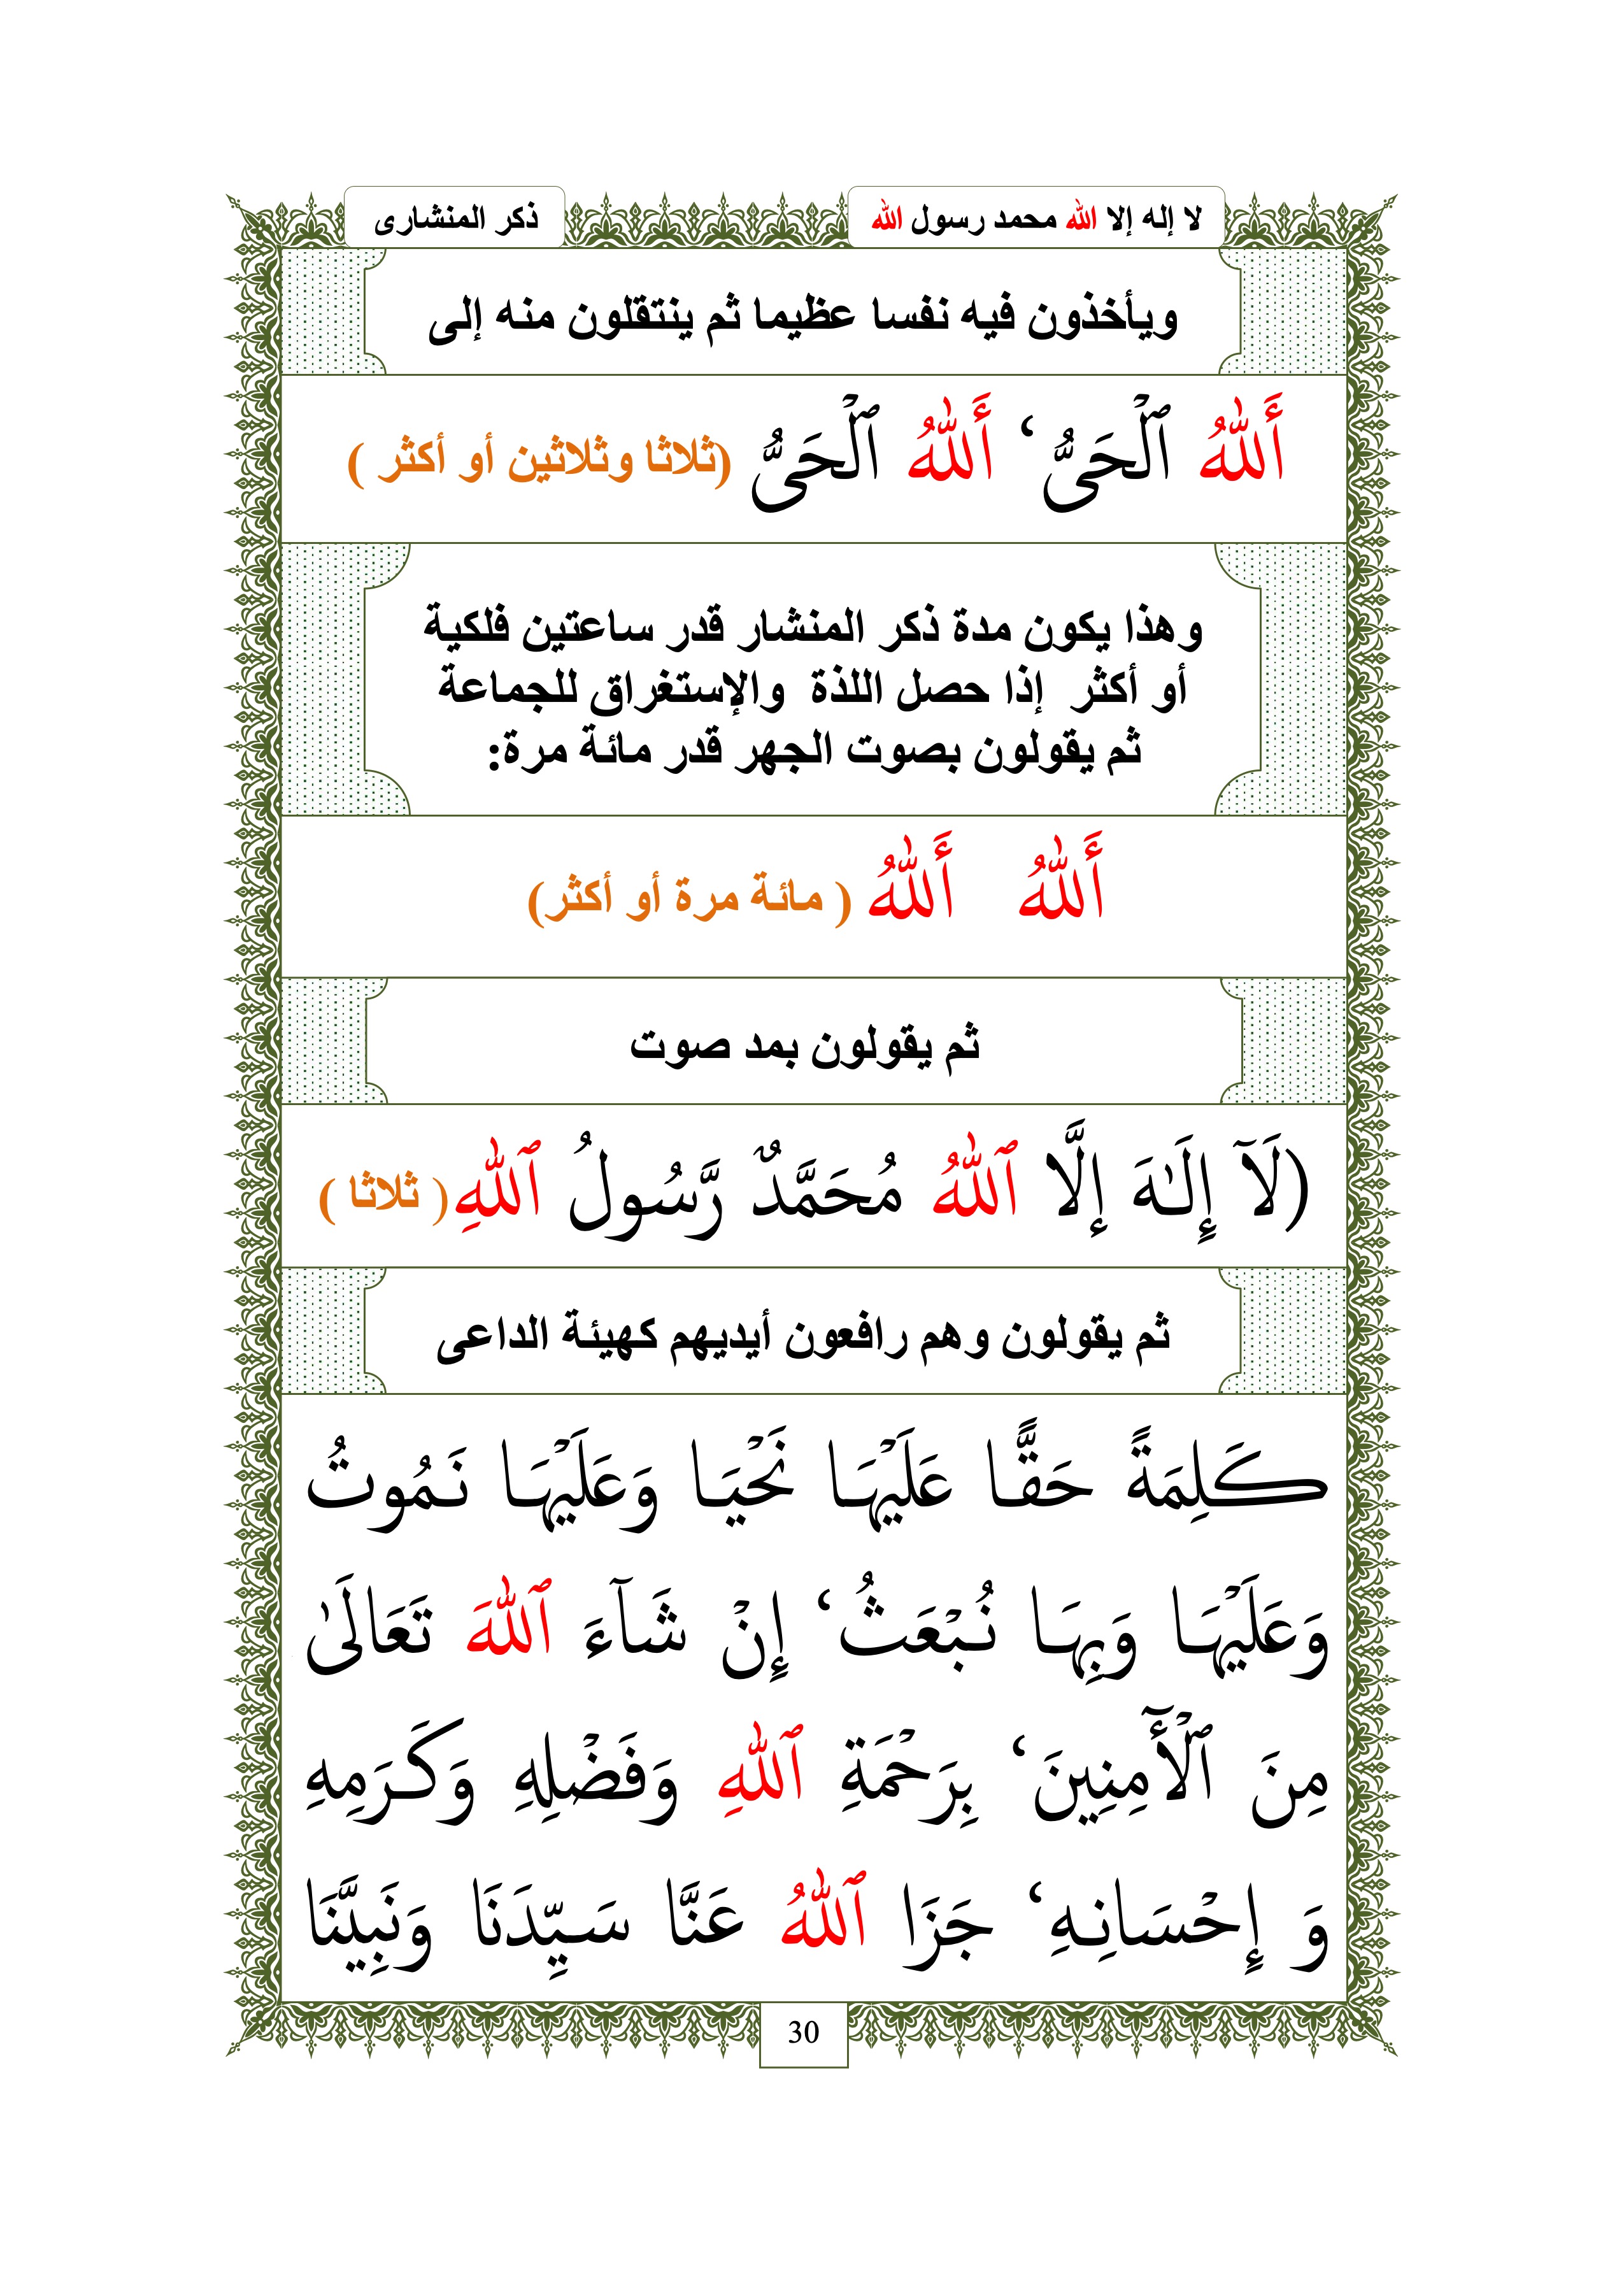 لا إله إلا الله محمد رسول الله
ذكر المنشارى
ويأخذون فيه نفسا عظيما ثم ينتقلون منه إلى
أَللّٰهُ ٱلْحَىُّ ، أَللّٰهُ ٱلْحَىُّ (ثلاثا وثلاثين أو أكثر )
وهذا يكون مدة ذكر المنشار قدر ساعتين فلكية
أو أكثر إذا حصل اللذة والإستغراق للجماعة
ثم يقولون بصوت الجهر قدر مائة مرة:
أَللّٰهُ أَللّٰهُ ( مائة مرة أو أكثر)
ثم يقولون بمد صوت
(لَآ إِلَـٰهَ إِلَّا ٱللّٰهُ مُحَمَّدٌ رَّسُولُ ٱللّٰهِ ( ثلاثا )
ثم يقولون وهم رافعون أيديهم كهيئة الداعى
كَلِمَةً حَقًّا عَلَيْهَا نَحْيَا وَعَلَيْهَا نَمُوتُ
وَعَلَيْهَا وَبِهَا نُبْعَثُ ، إِنْ شَآءَ ٱللّٰهَ تَعَالَىٰ
مِنَ ٱلْأٓمِنِينَ ، بِرَحْمَةِ ٱللّٰهِ وَفَضْلِهِ وَكَرَمِهِ
وَ إِحْسَانِهِ ، جَزَا ٱللّٰهُ عَنَّا سَيِّدَنَا وَنَبِيَّنَا
30